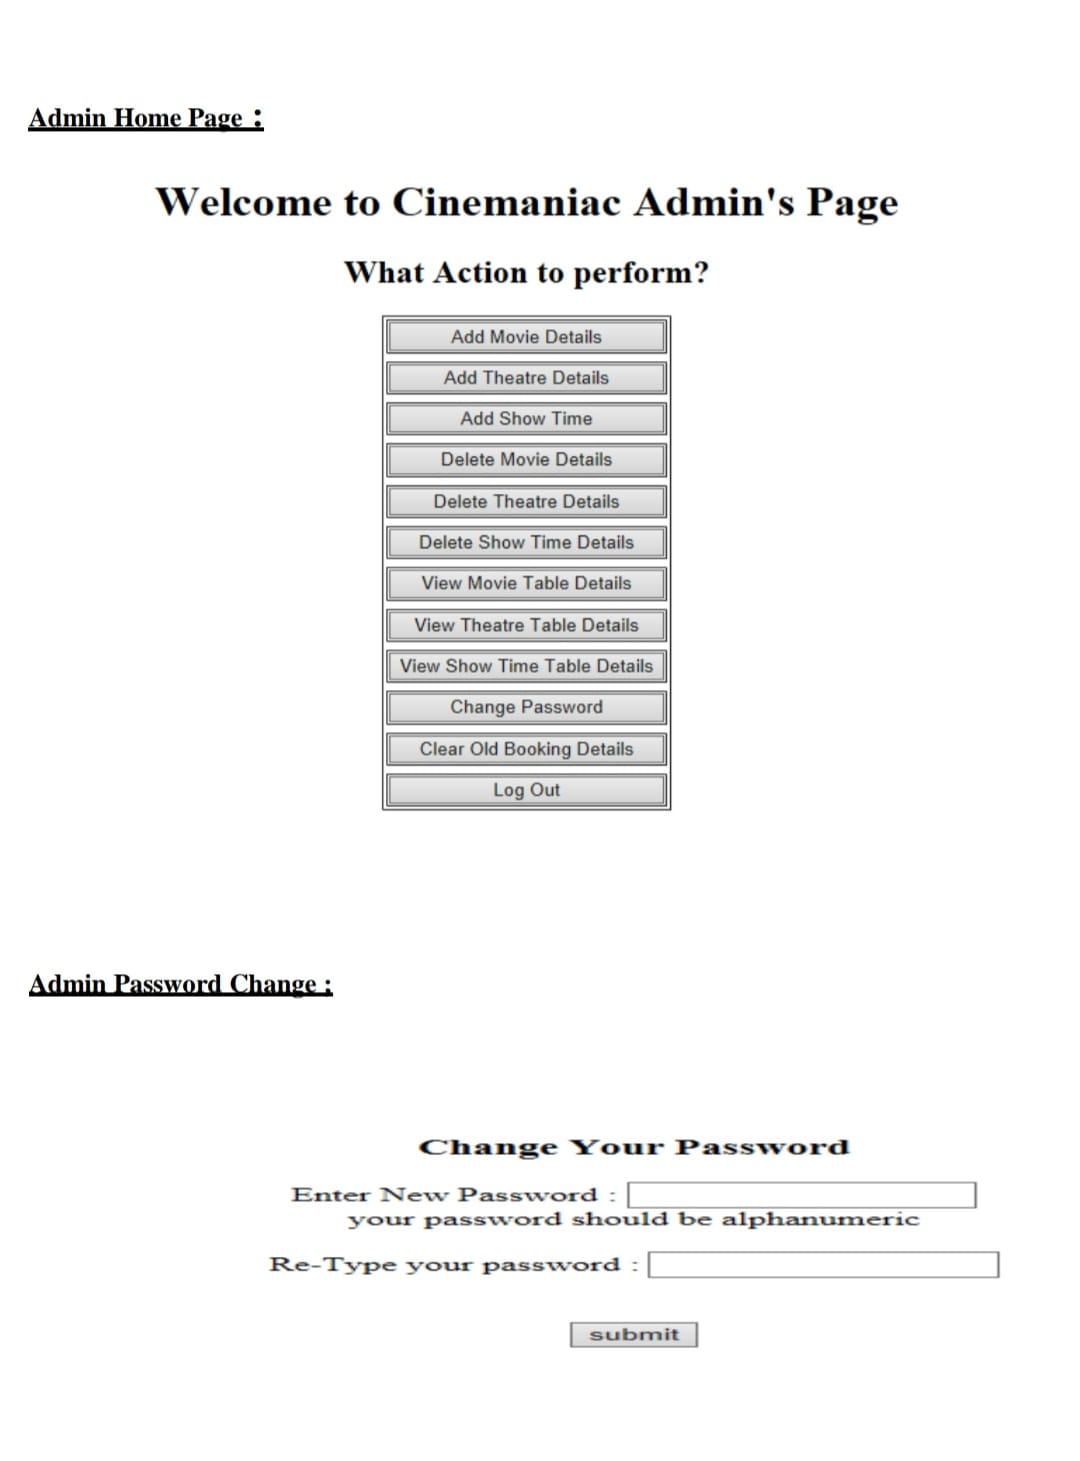 Admin Home Page :
Welcome to Cinemaniac Admin's Page
What Action to perform?
Add Movie Details
Add Theatre Details
Add Show Time
Delete Movie Details
Delete Theatre Details
Delete Show Time Details
View Movie Table Details
View Theatre Table Details
View Show Time Table Details
Change Password
Clear Old Booking Details
Log Out
Admin Password Change :
Change Your Password
Enter New Password :
your password should be alphanumeric
Re-Type your password :
submit